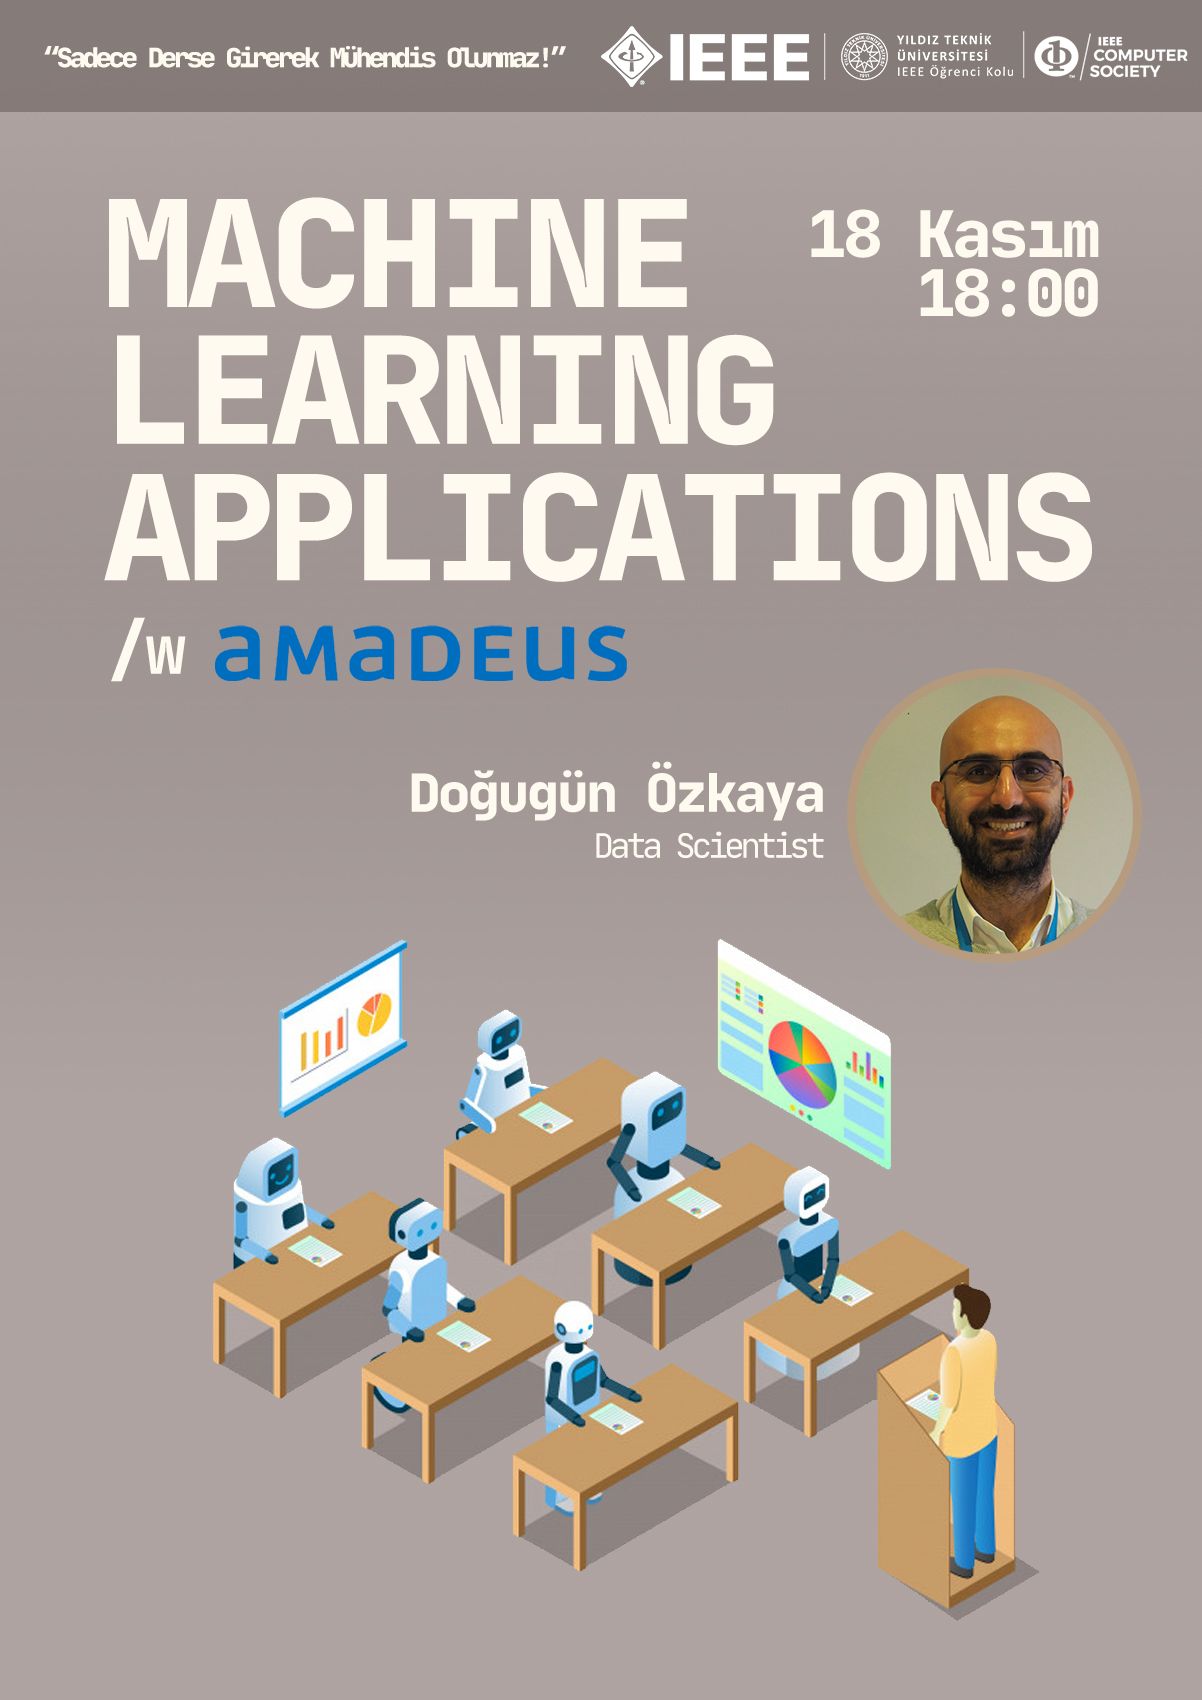 “Sadece Derse Girerek Mühendis Olunmaz!”
IEEE
YILDIZ TEKNİK
ÜNİVERSİTESİ
IEEE Öğrenci Kolu
IEEE
COMPUTER
SOCIETY
MACHINE
LEARNING
APPLICATIONS
18 Kasım
18:00
/w amadeus
Doğugün Özkaya
Data Scientist